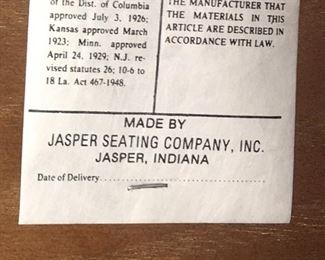 of the Dist. of Columbia
approved July 3, 1926;
Kansas approved March
1923; Minn. approved
April 24, 1929; N.J. re-
vised statutes 26; 10-6 to
18 La. Act 467-1948.
THE MANUFACTURER THAT
THE MATERIALS IN THIS
ARTICLE ARE DESCRIBED IN
ACCORDANCE WITH LAW.
MADE BY
JASPER SEATING COMPANY, INC.
JASPER, INDIANA
Date of Delivery